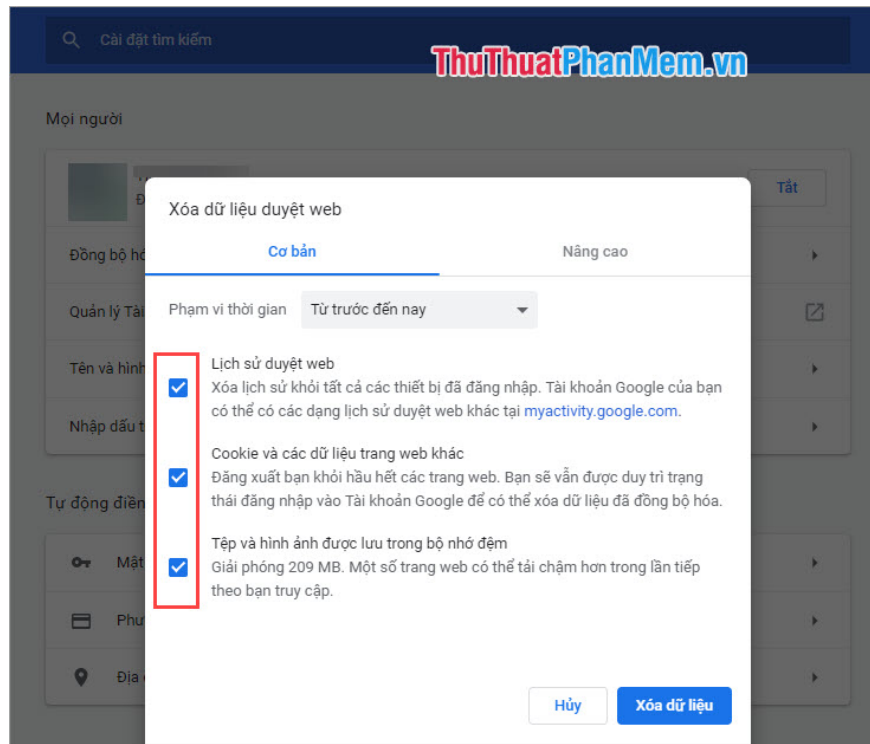 Cài đặt tìm kiếm
ThuThuatPhanMem.vn
Mọi người
Tắt
Xóa dữ liệu duyệt web
Cơ bản
Nâng cao
Đồng bộ
Phạm vi thời gian
Từ trước đến nay
Quản lý Tài
Tên và hình
Nhập dấu
Lịch sử duyệt web
Xóa lịch sử khỏi tất cả các thiết bị đã đăng nhập. Tài khoản Google của bạn
có thể có các dạng lịch sử duyệt web khác tại myactivity.google.com.
Cookie và các dữ liệu trang web khác
Đăng xuất bạn khỏi hầu hết các trang web. Bạn sẽ vẫn được duy trì trạng
thái đăng nhập vào Tài khoản Google để có thể xóa dữ liệu đã đồng bộ hóa.
Tự động điền
Tệp và hình ảnh được lưu trong bộ nhớ đệm
Giải phóng 209 MB. Một số trang web có thể tải chậm hơn trong lần tiếp
theo bạn truy cập.
Mật
Phư
Địa
Hủy
Xóa dữ liệu